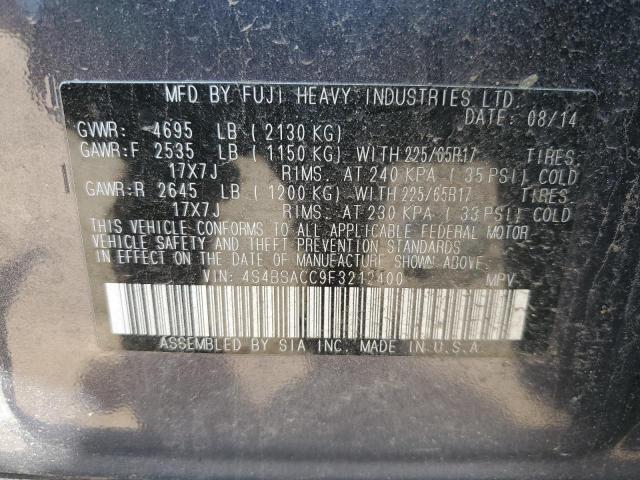 MFD BY FUJI HEAVY INDUSTRIES LTD.
DATE: 08/14
GVWR: 4695 LB ( 2130 KG)
GAWR:F 2535 LB ( 1150 KG) WITH 225/65R17 TIRES.
17X7J RIMS. AT 240 KPA ( 35 PSI) COLD
GAWR:R 2645 LB ( 1200 KG) WITH 225/65R17 TIRES.
17X7J RIMS. AT 230 KPA ( 33 PSI) COLD
THIS VEHICLE CONFORMS TO ALL APPLICABLE FEDERAL MOTOR
VEHICLE SAFETY AND THEFT PREVENTION STANDARDS
IN EFFECT ON THE DATE OF MANUFACTURE SHOWN ABOVE.
VIN: 4S4BSACC9F3212400 MPV
ASSEMBLED BY SIA INC. MADE IN U.S.A.